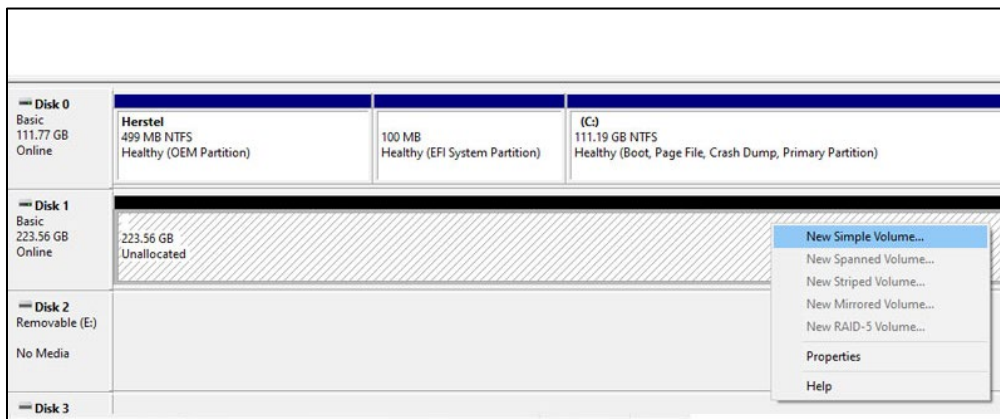 Disk 0
Basic
111.77 GB
Online
Herstel
499 MB NTFS
Healthy (OEM Partition)
100 MB
Healthy (EFI System Partition)
(C:)
111.19 GB NTFS
Healthy (Boot, Page File, Crash Dump, Primary Partition)
Disk 1
Basic
223.56 GB
Online
223.56 GB
Unallocated
New Simple Volume...
New Spanned Volume...
New Striped Volume...
New Mirrored Volume...
New RAID-5 Volume...
Properties
Help
Disk 2
Removable (E:)
No Media
Disk 3